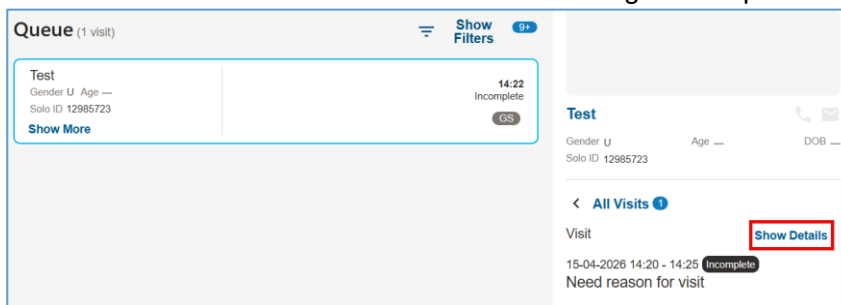 Queue (1 visit)
Show Filters 9+
Test
Gender U Age —
Solo ID 12985723
Show More
14:22
Incomplete
GS
Test
Gender U Age — DOB —
Solo ID 12985723
< All Visits 1
Visit Show Details
15-04-2026 14:20 - 14:25 Incomplete
Need reason for visit